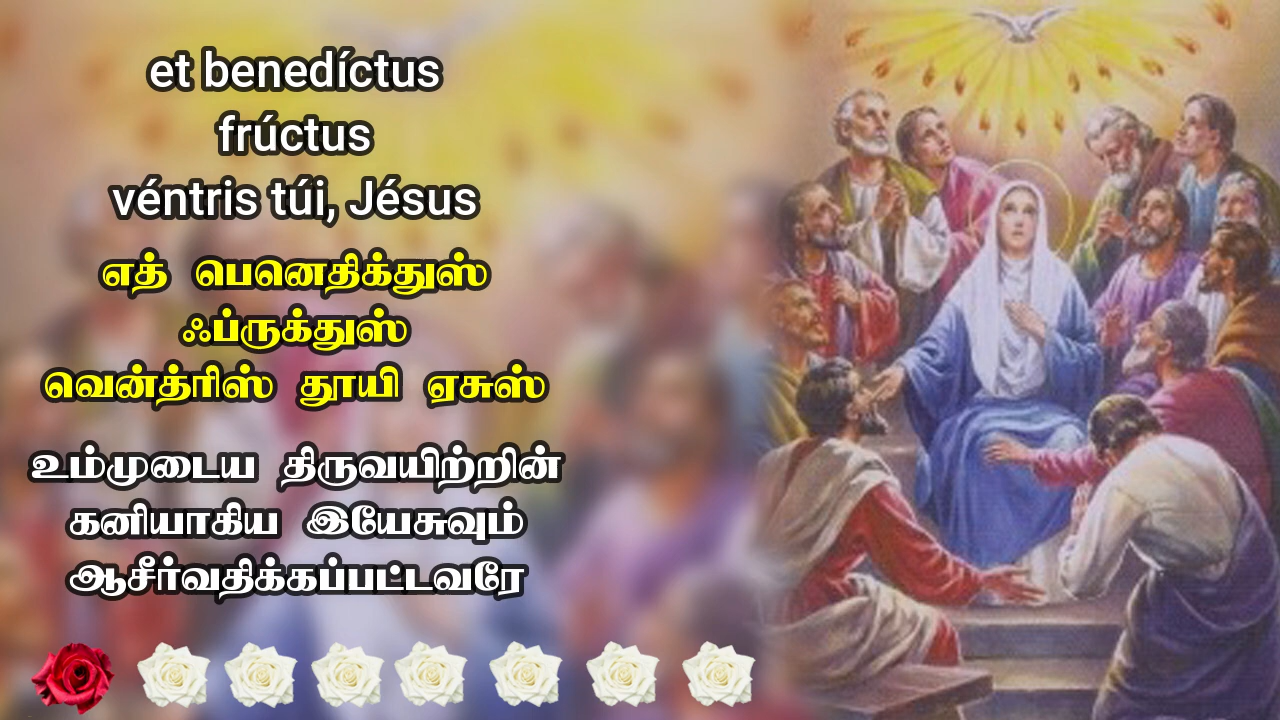 et benedíctus
frúctus
véntris túi, Jésus
எத் பெனெதிக்துஸ்
ஃப்ருக்துஸ்
வென்த்ரிஸ் தூயி ஏசுஸ்
உம்முடைய திருவயிற்றின்
கனியாகிய இயேசுவும்
ஆசீர்வதிக்கப்பட்டவரே